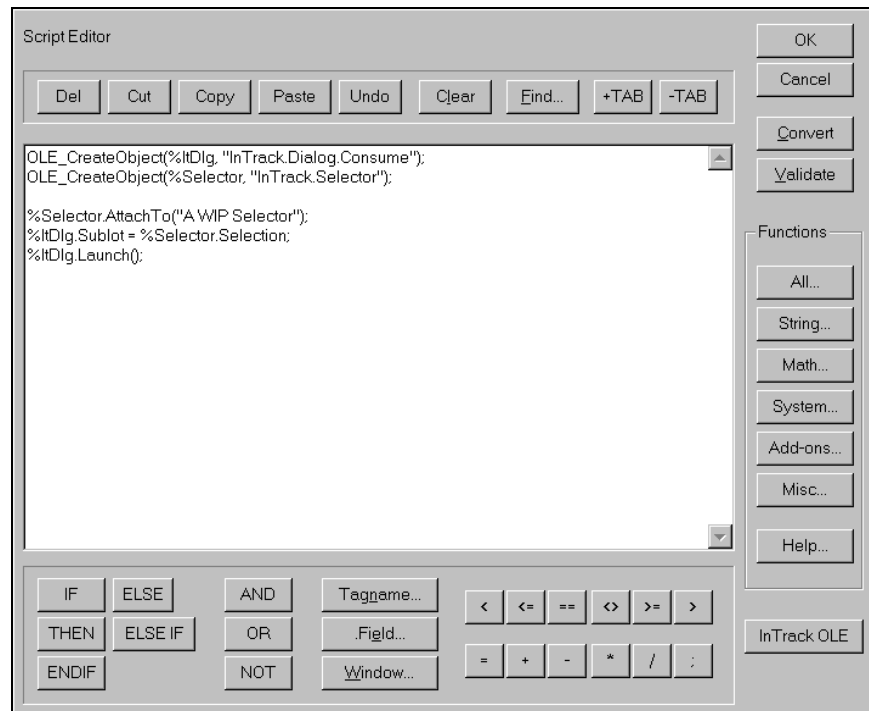 Script Editor
Del Cut Copy Paste Undo Clear Find... +TAB -TAB
OLE_CreateObject(%ItDlg, "InTrack.Dialog.Consume");
OLE_CreateObject(%Selector, "InTrack.Selector");
%Selector.AttachTo("A WIP Selector");
%ItDlg.Sublot = %Selector.Selection;
%ItDlg.Launch();
OK
Cancel
Convert
Validate
Functions
All...
String...
Math...
System...
Add-ons...
Misc...
Help...
InTrack OLE
IF ELSE AND Tagname... < <= == <> >= >
THEN ELSE IF OR .Field...
ENDIF NOT Window... = + - * / ;